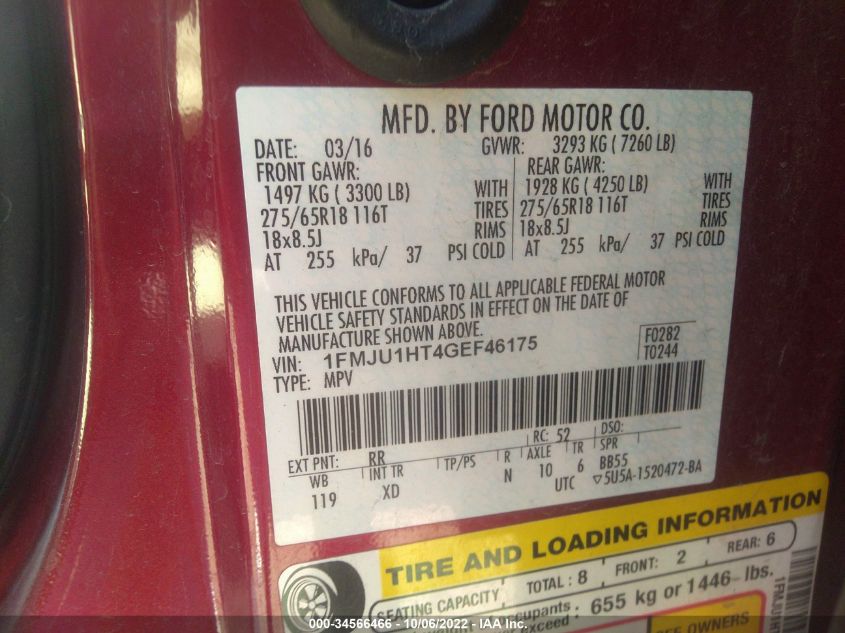 MFD. BY FORD MOTOR CO.
DATE: 03/16 GVWR: 3293 KG ( 7260 LB)
FRONT GAWR: REAR GAWR:
1497 KG ( 3300 LB) WITH 1928 KG ( 4250 LB) WITH
275/65R18 116T TIRES 275/65R18 116T TIRES
18x8.5J RIMS 18x8.5J RIMS
AT 255 kPa/ 37 PSI COLD AT 255 kPa/ 37 PSI COLD
THIS VEHICLE CONFORMS TO ALL APPLICABLE FEDERAL MOTOR
VEHICLE SAFETY STANDARDS IN EFFECT ON THE DATE OF
MANUFACTURE SHOWN ABOVE.
VIN: 1FMJU1HT4GEF46175 F0282
TYPE: MPV T0244
EXT PNT: RR RC: 52 DSO:
WB INT TR TP/PS R AXLE TR SPR
119 XD N 10 6 BB55
UTC ▽5U5A-1520472-BA
TIRE AND LOADING INFORMATION
SEATING CAPACITY TOTAL : 8 FRONT: 2 REAR: 6
exceed 655 kg or 1446 lbs.
OWNERS
1FMJU1HT
000-34566466 - 10/06/2022 - IAA Inc.